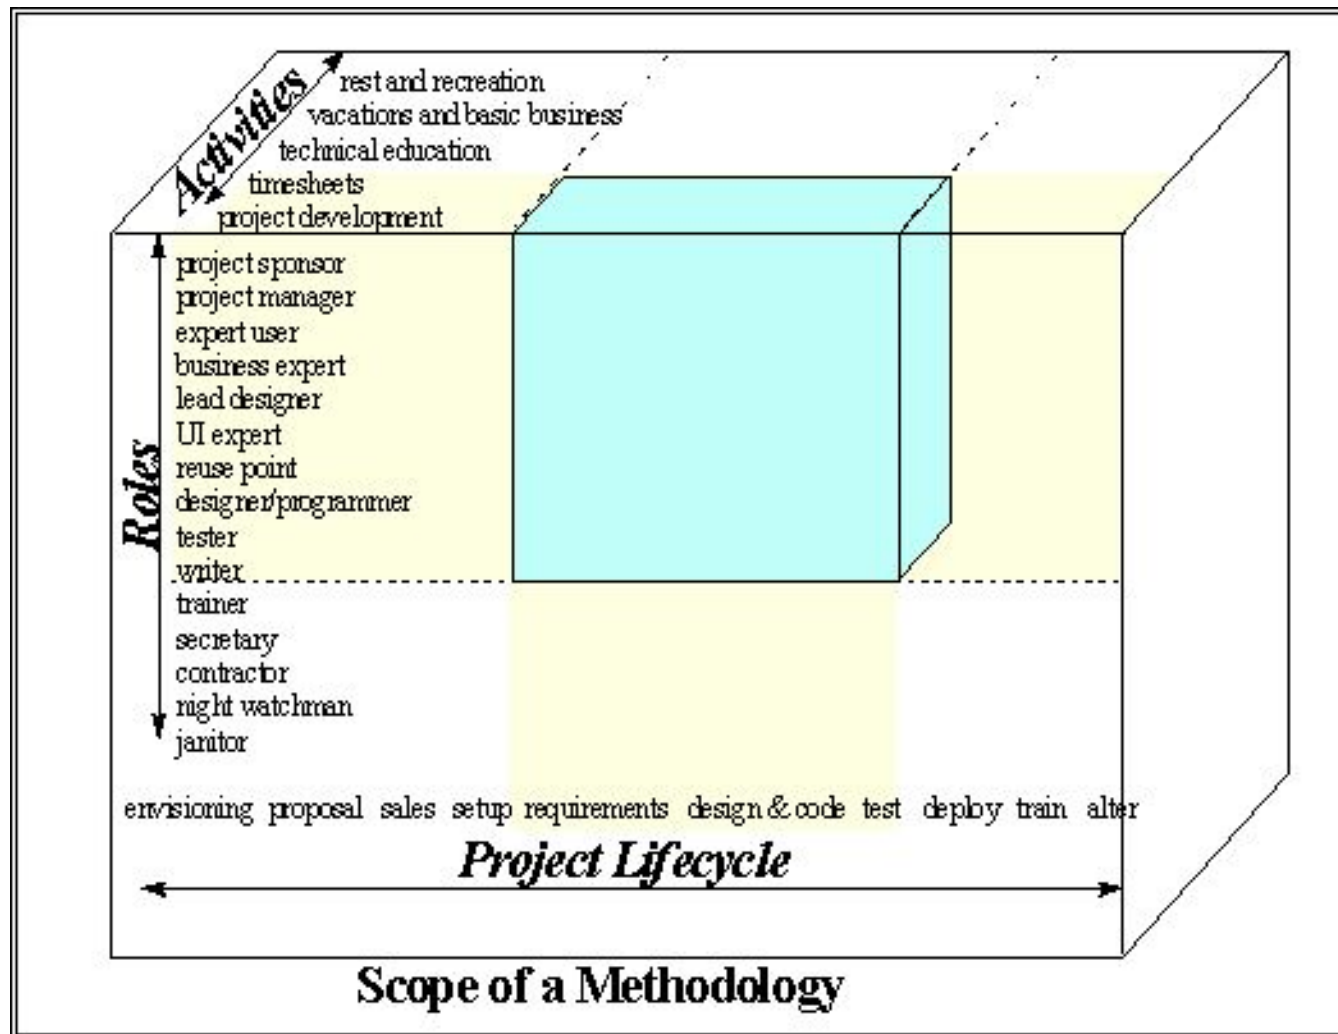 Activities
rest and recreation
vacations and basic business
technical education
timesheets
project development
Roles
project sponsor
project manager
expert user
business expert
lead designer
UI expert
reuse point
designer/programmer
tester
writer
trainer
secretary
contractor
night watchman
janitor
envisioning proposal sales setup requirements design & code test deploy train alter
Project Lifecycle
Scope of a Methodology